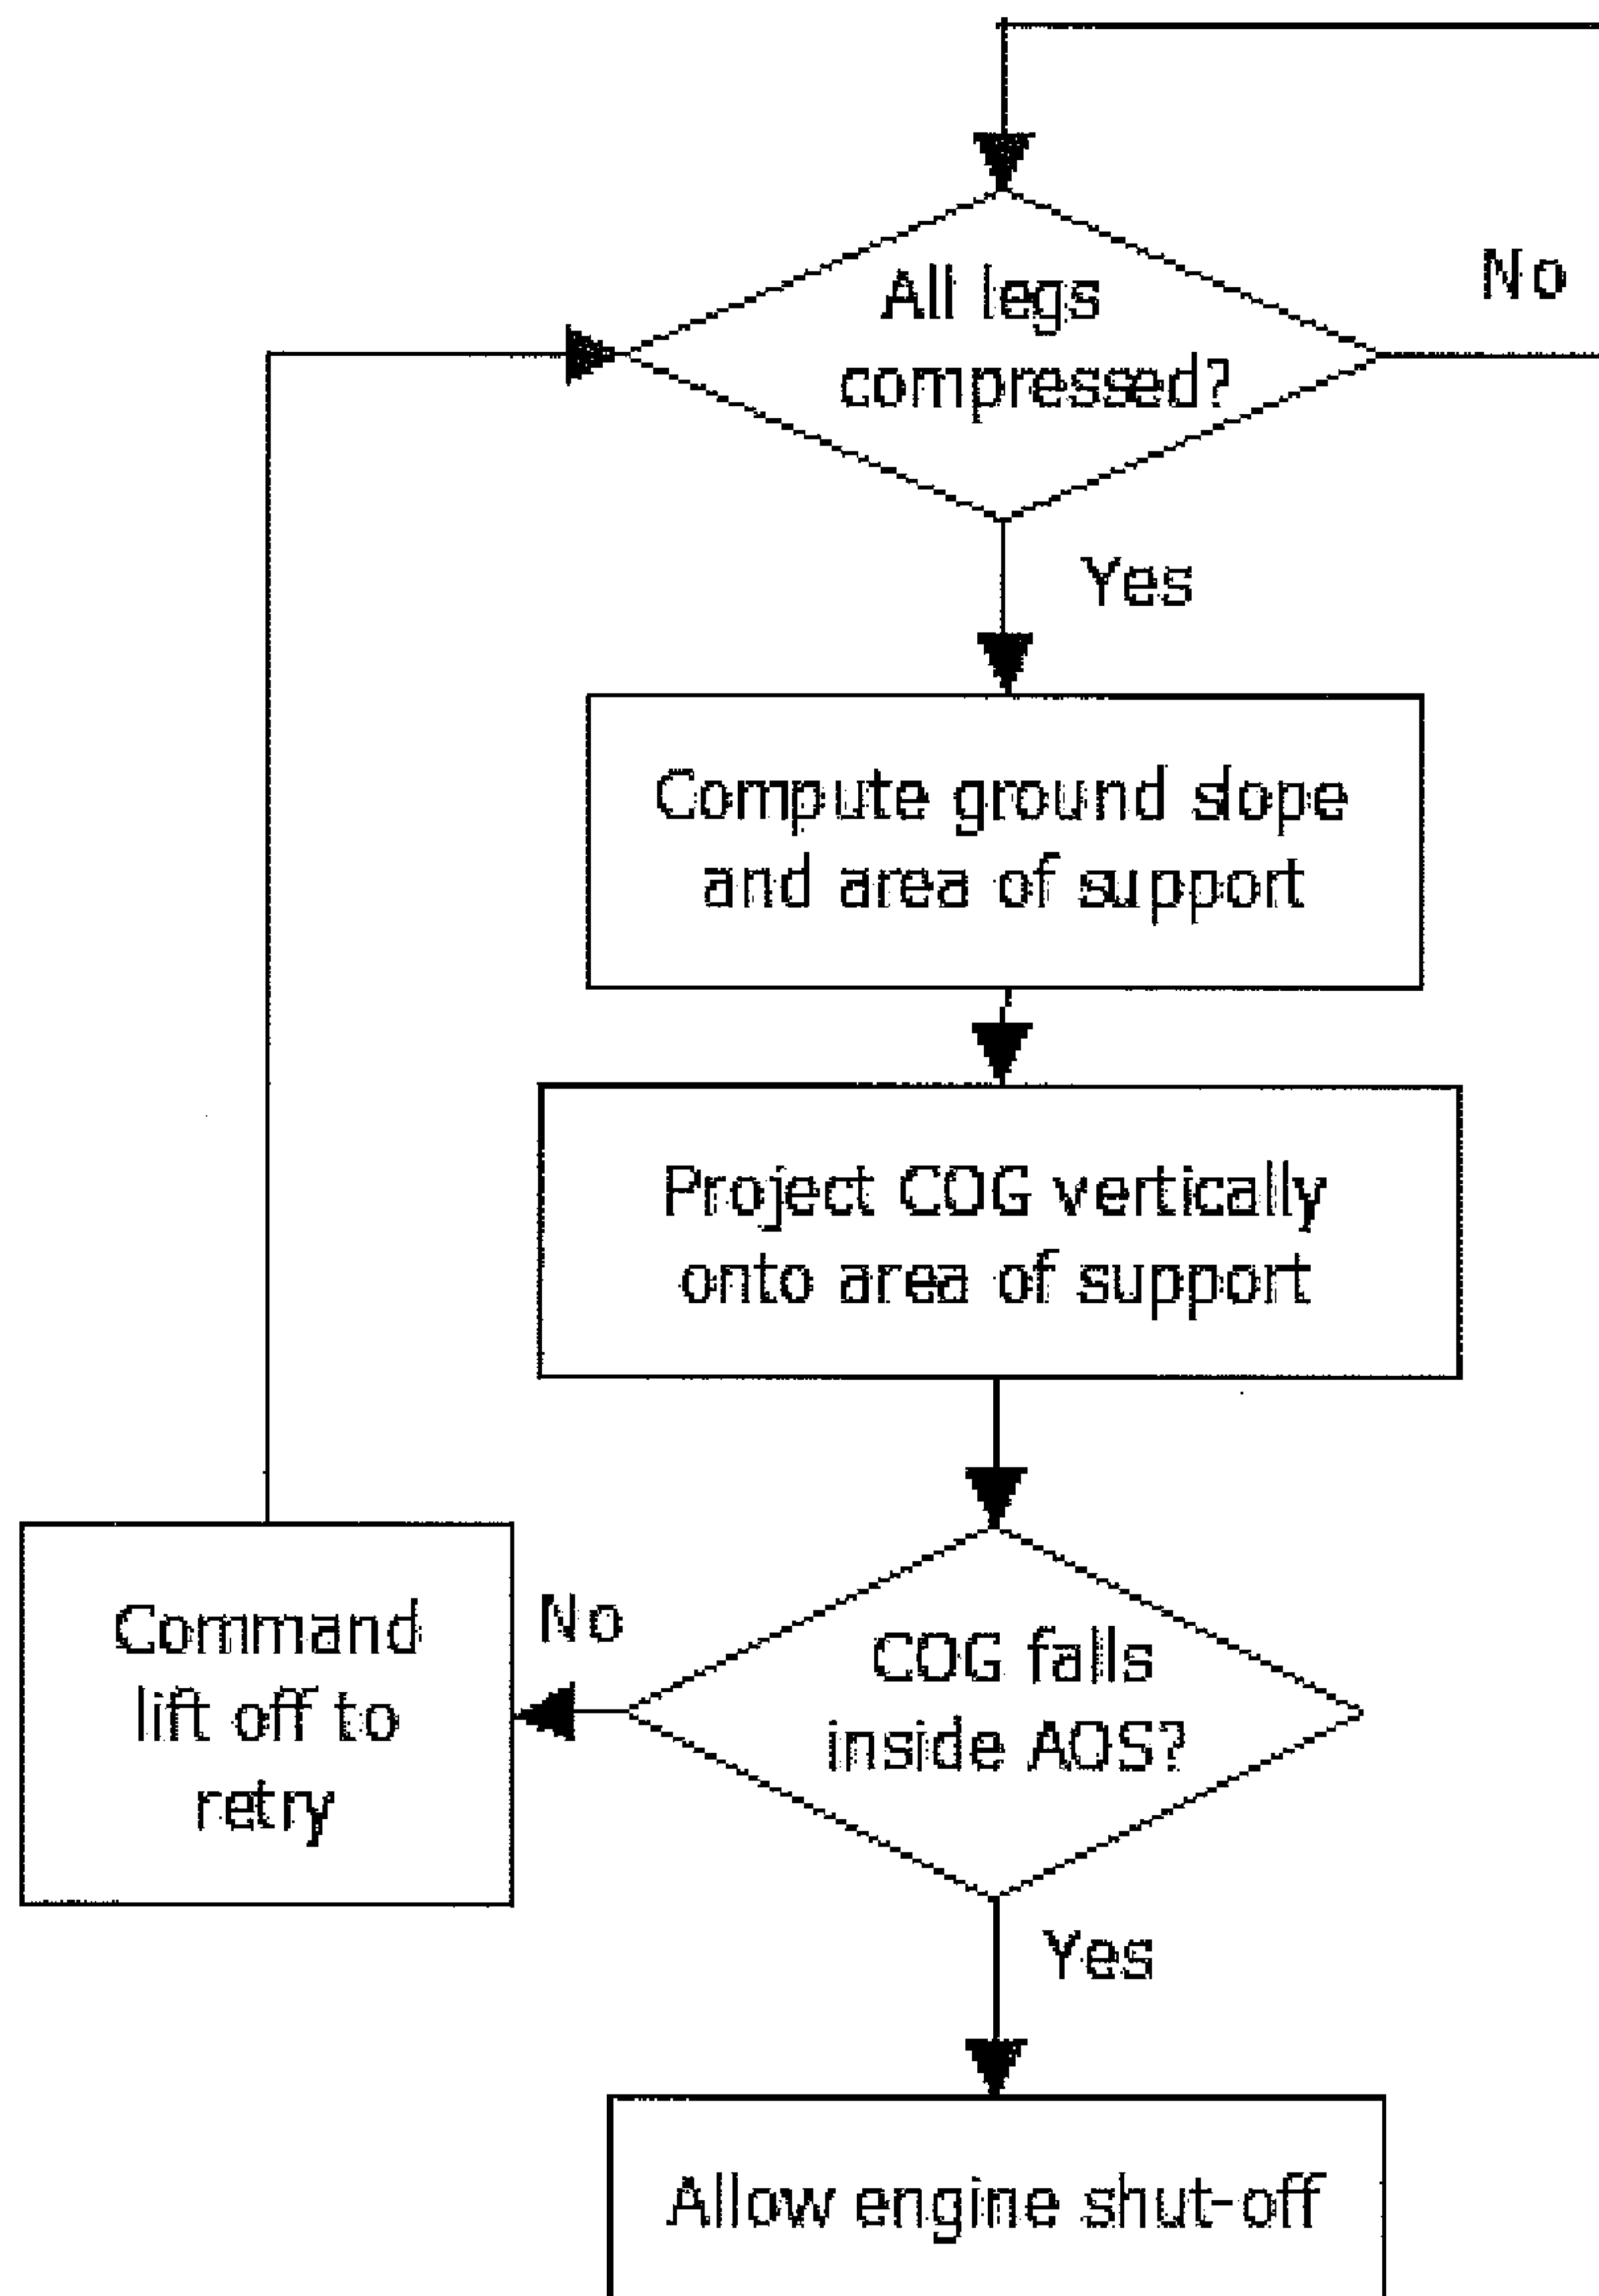 All legs
compressed?
No
Yes
Compute ground slope
and area of support
Project COG vertically
onto area of support
COG falls
inside AOS?
No
Command
lift off to
retry
Yes
Allow engine shut-off